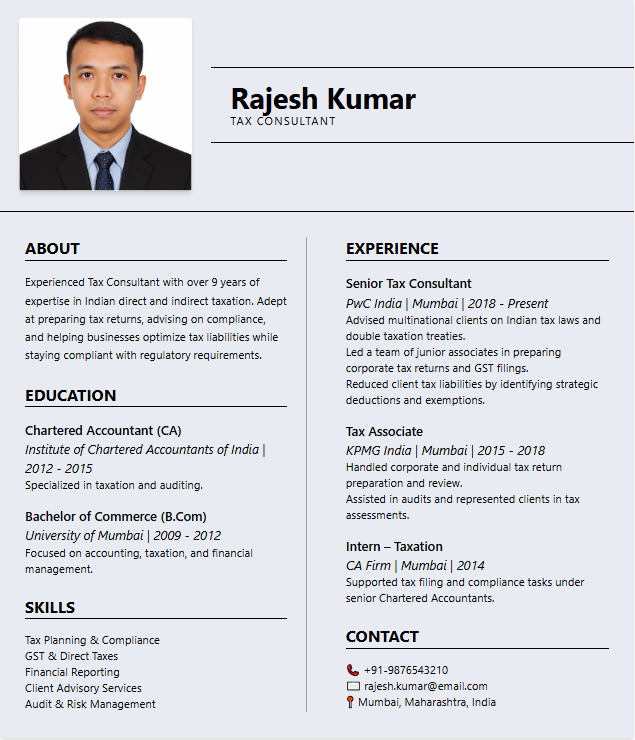 Rajesh Kumar
TAX CONSULTANT
ABOUT
Experienced Tax Consultant with over 9 years of
expertise in Indian direct and indirect taxation. Adept
at preparing tax returns, advising on compliance,
and helping businesses optimize tax liabilities while
staying compliant with regulatory requirements.
EDUCATION
Chartered Accountant (CA)
Institute of Chartered Accountants of India |
2012 - 2015
Specialized in taxation and auditing.
Bachelor of Commerce (B.Com)
University of Mumbai | 2009 - 2012
Focused on accounting, taxation, and financial
management.
SKILLS
Tax Planning & Compliance
GST & Direct Taxes
Financial Reporting
Client Advisory Services
Audit & Risk Management
EXPERIENCE
Senior Tax Consultant
PwC India | Mumbai | 2018 - Present
Advised multinational clients on Indian tax laws and
double taxation treaties.
Led a team of junior associates in preparing
corporate tax returns and GST filings.
Reduced client tax liabilities by identifying strategic
deductions and exemptions.
Tax Associate
KPMG India | Mumbai | 2015 - 2018
Handled corporate and individual tax return
preparation and review.
Assisted in audits and represented clients in tax
assessments.
Intern – Taxation
CA Firm | Mumbai | 2014
Supported tax filing and compliance tasks under
senior Chartered Accountants.
CONTACT
+91-9876543210
rajesh.kumar@email.com
Mumbai, Maharashtra, India